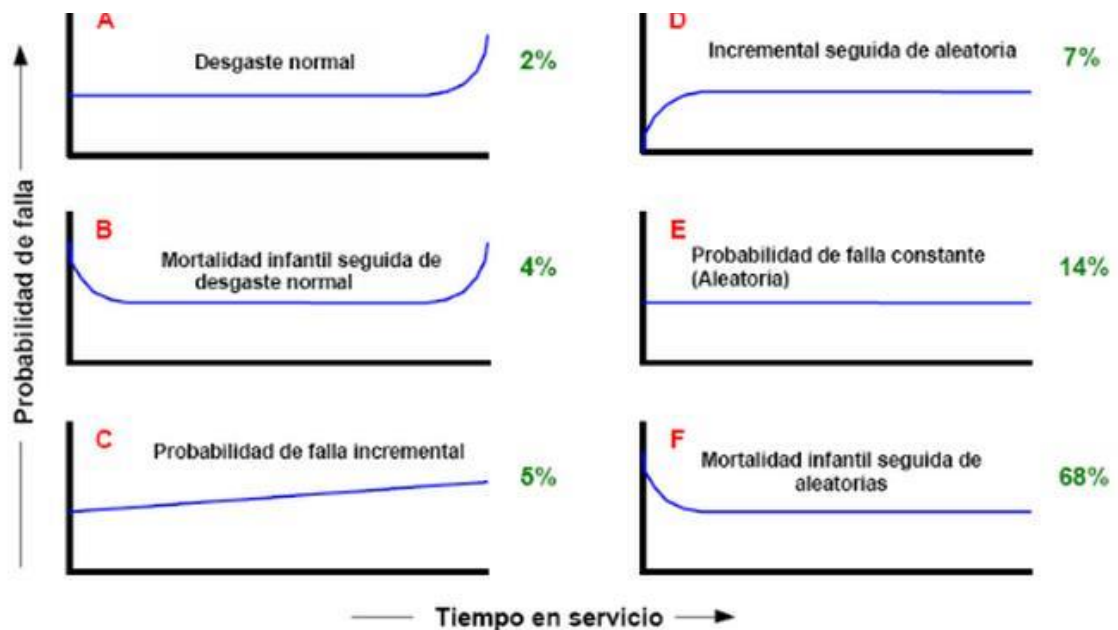 A
Desgaste normal
2%
D
Incremental seguida de aleatoria
7%
B
Mortalidad infantil seguida de
desgaste normal
4%
E
Probabilidad de falla constante
(Aleatoria)
14%
C
Probabilidad de falla incremental
5%
F
Mortalidad infantil seguida de
aleatorias
68%
Probabilidad de falla
Tiempo en servicio